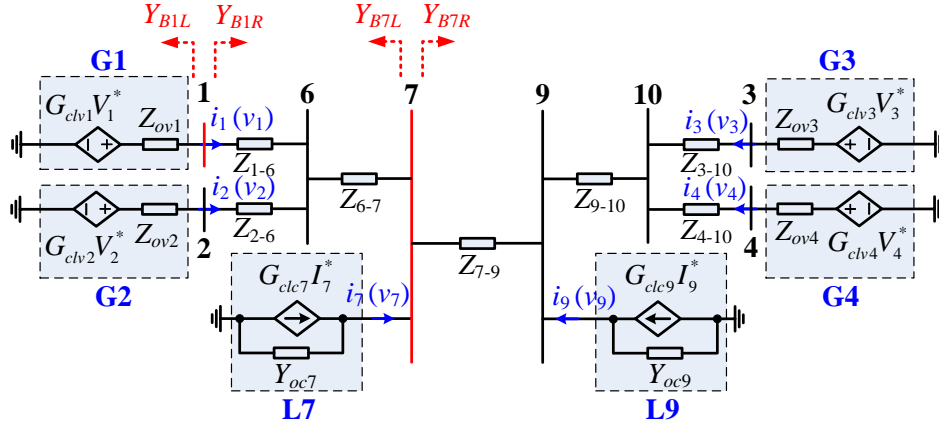 Y_{B1L} Y_{B1R} Y_{B7L} Y_{B7R}
G1 G3
1 6 7 9 10 3
G_{clv1}V_1^* Z_{ov1} i_1(v_1) i_3(v_3) Z_{ov3} G_{clv3}V_3^*
Z_{1-6} Z_{3-10}
i_2(v_2) Z_{6-7} Z_{9-10} i_4(v_4)
G_{clv2}V_2^* Z_{ov2} 2 Z_{2-6} Z_{7-9} Z_{4-10} 4 Z_{ov4} G_{clv4}V_4^*
G2 G4
G_{clc7}I_7^* i_7(v_7) i_9(v_9) G_{clc9}I_9^*
Y_{oc7} Y_{oc9}
L7 L9